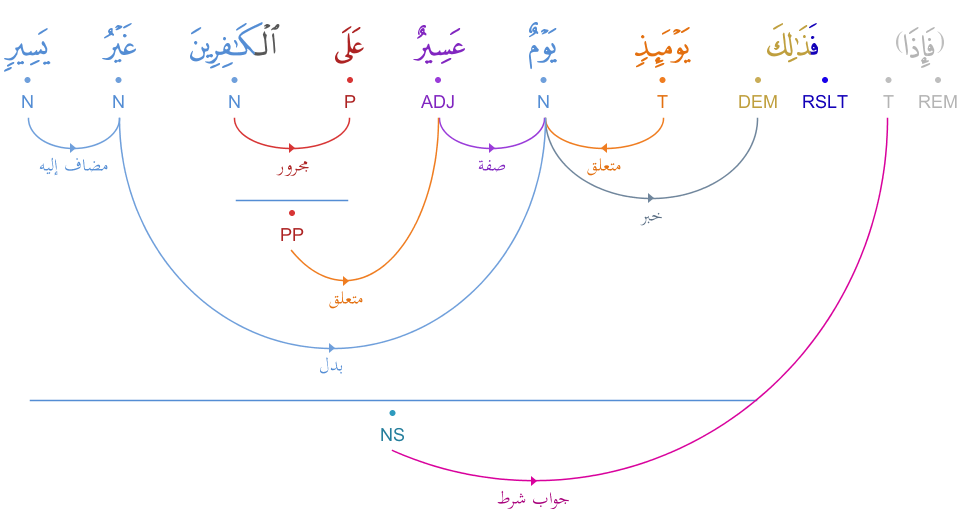 (فَإِذَا) فَذَٰلِكَ يَوْمَئِذٍ يَوْمٌ عَسِيرٌ عَلَى ٱلْكَـٰفِرِينَ غَيْرُ يَسِيرٍ
REM T RSLT DEM T N ADJ P N N N
متعلق صفة مجرور مضاف إليه
خبر
PP
متعلق
بدل
NS
جواب شرط